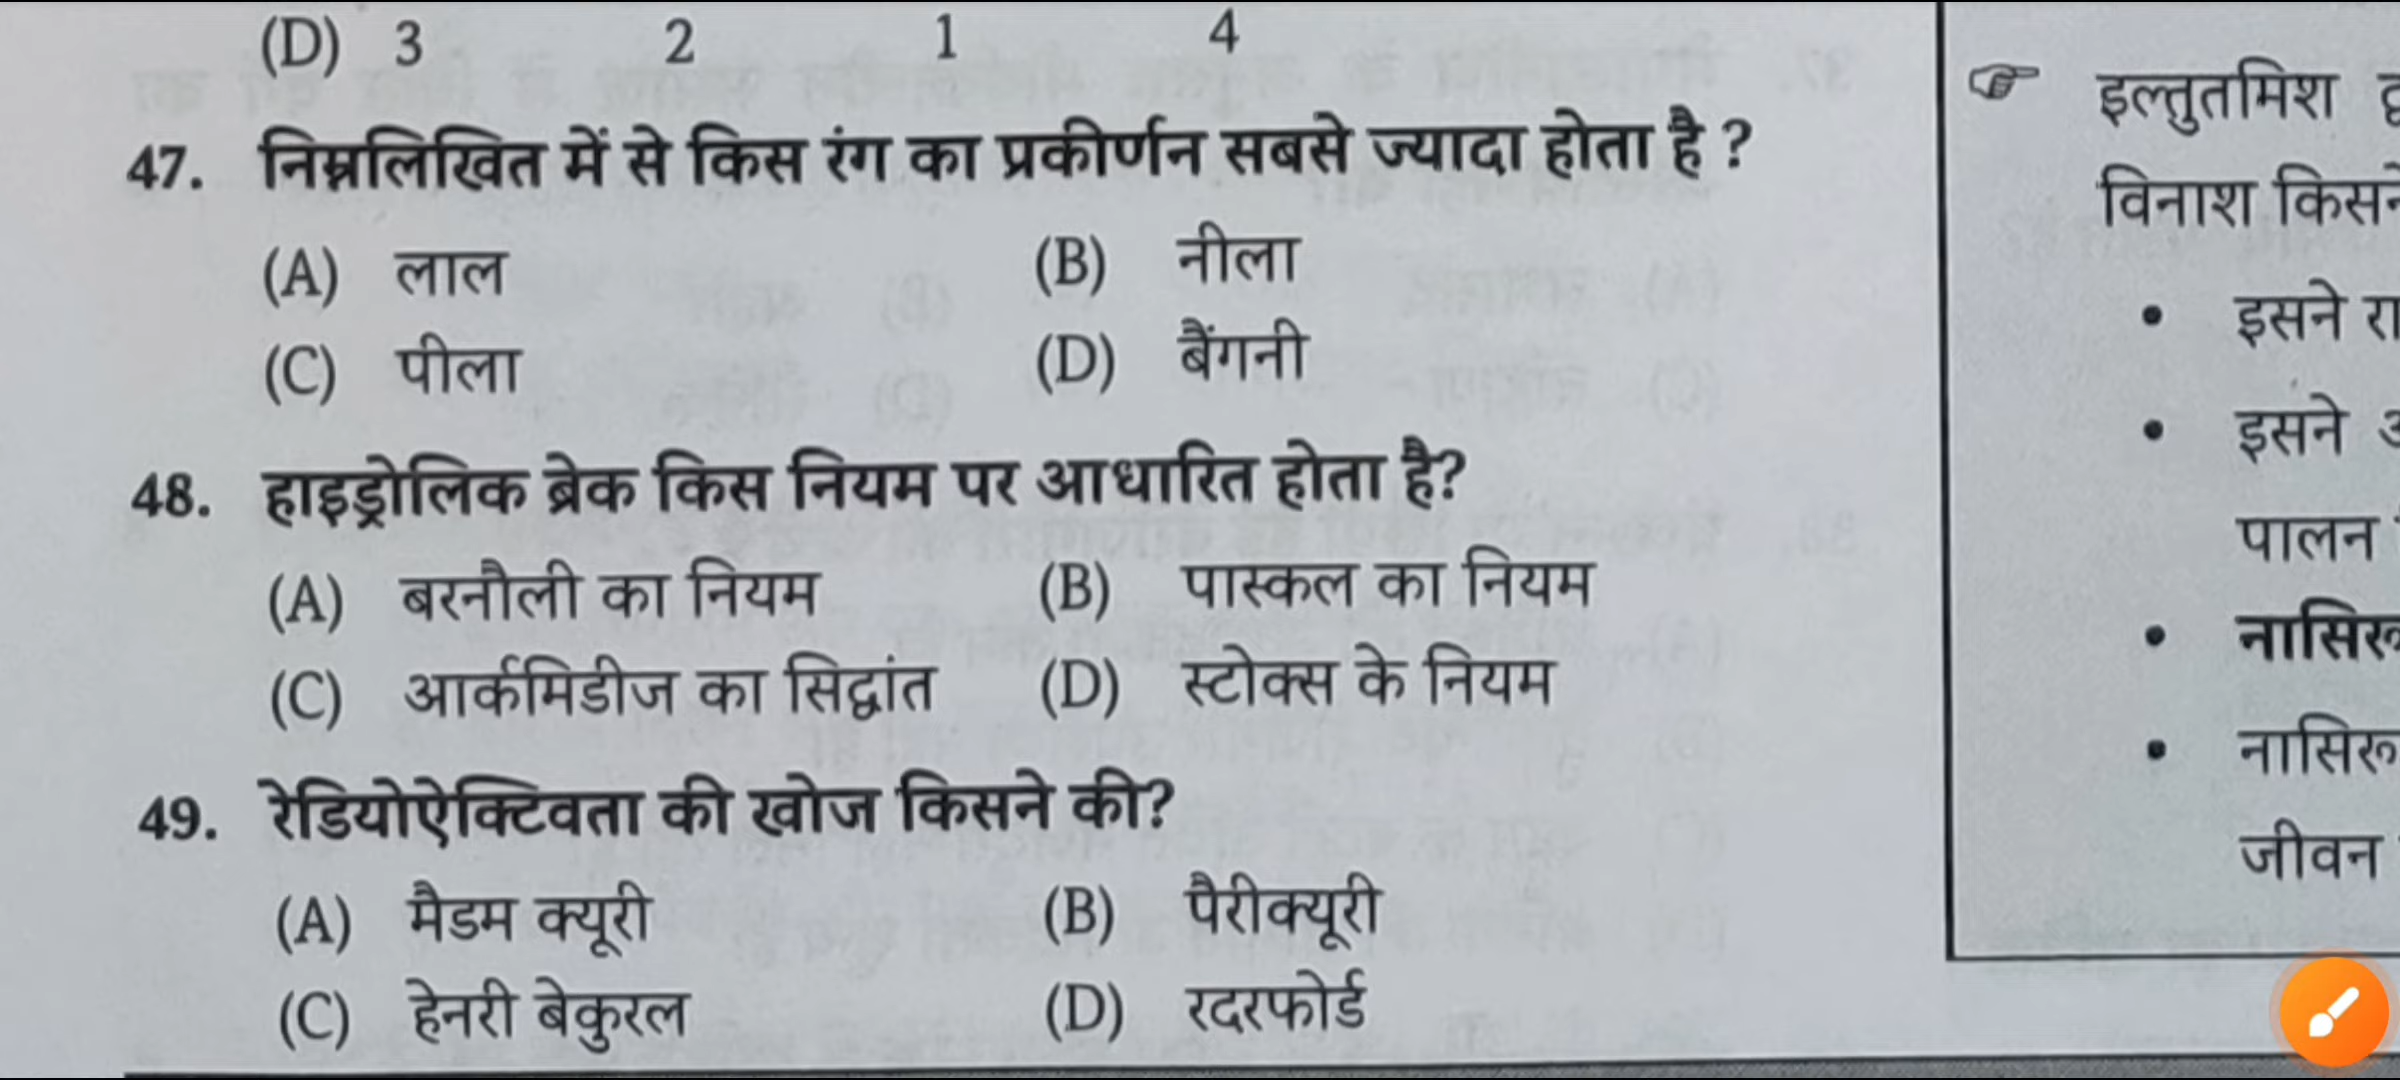 (D) 3 2 1 4
47. निम्नलिखित में से किस रंग का प्रकीर्णन सबसे ज्यादा होता है ?
(A) लाल (B) नीला
(C) पीला (D) बैंगनी
48. हाइड्रोलिक ब्रेक किस नियम पर आधारित होता है?
(A) बरनौली का नियम (B) पास्कल का नियम
(C) आर्कमिडीज का सिद्धांत (D) स्टोक्स के नियम
49. रेडियोऐक्टिवता की खोज किसने की?
(A) मैडम क्यूरी (B) पैरीक्यूरी
(C) हेनरी बेकुरल (D) रदरफोर्ड
इल्तुतमिश
विनाश
• इसने
• इसने
पालन
•
•
जीवन